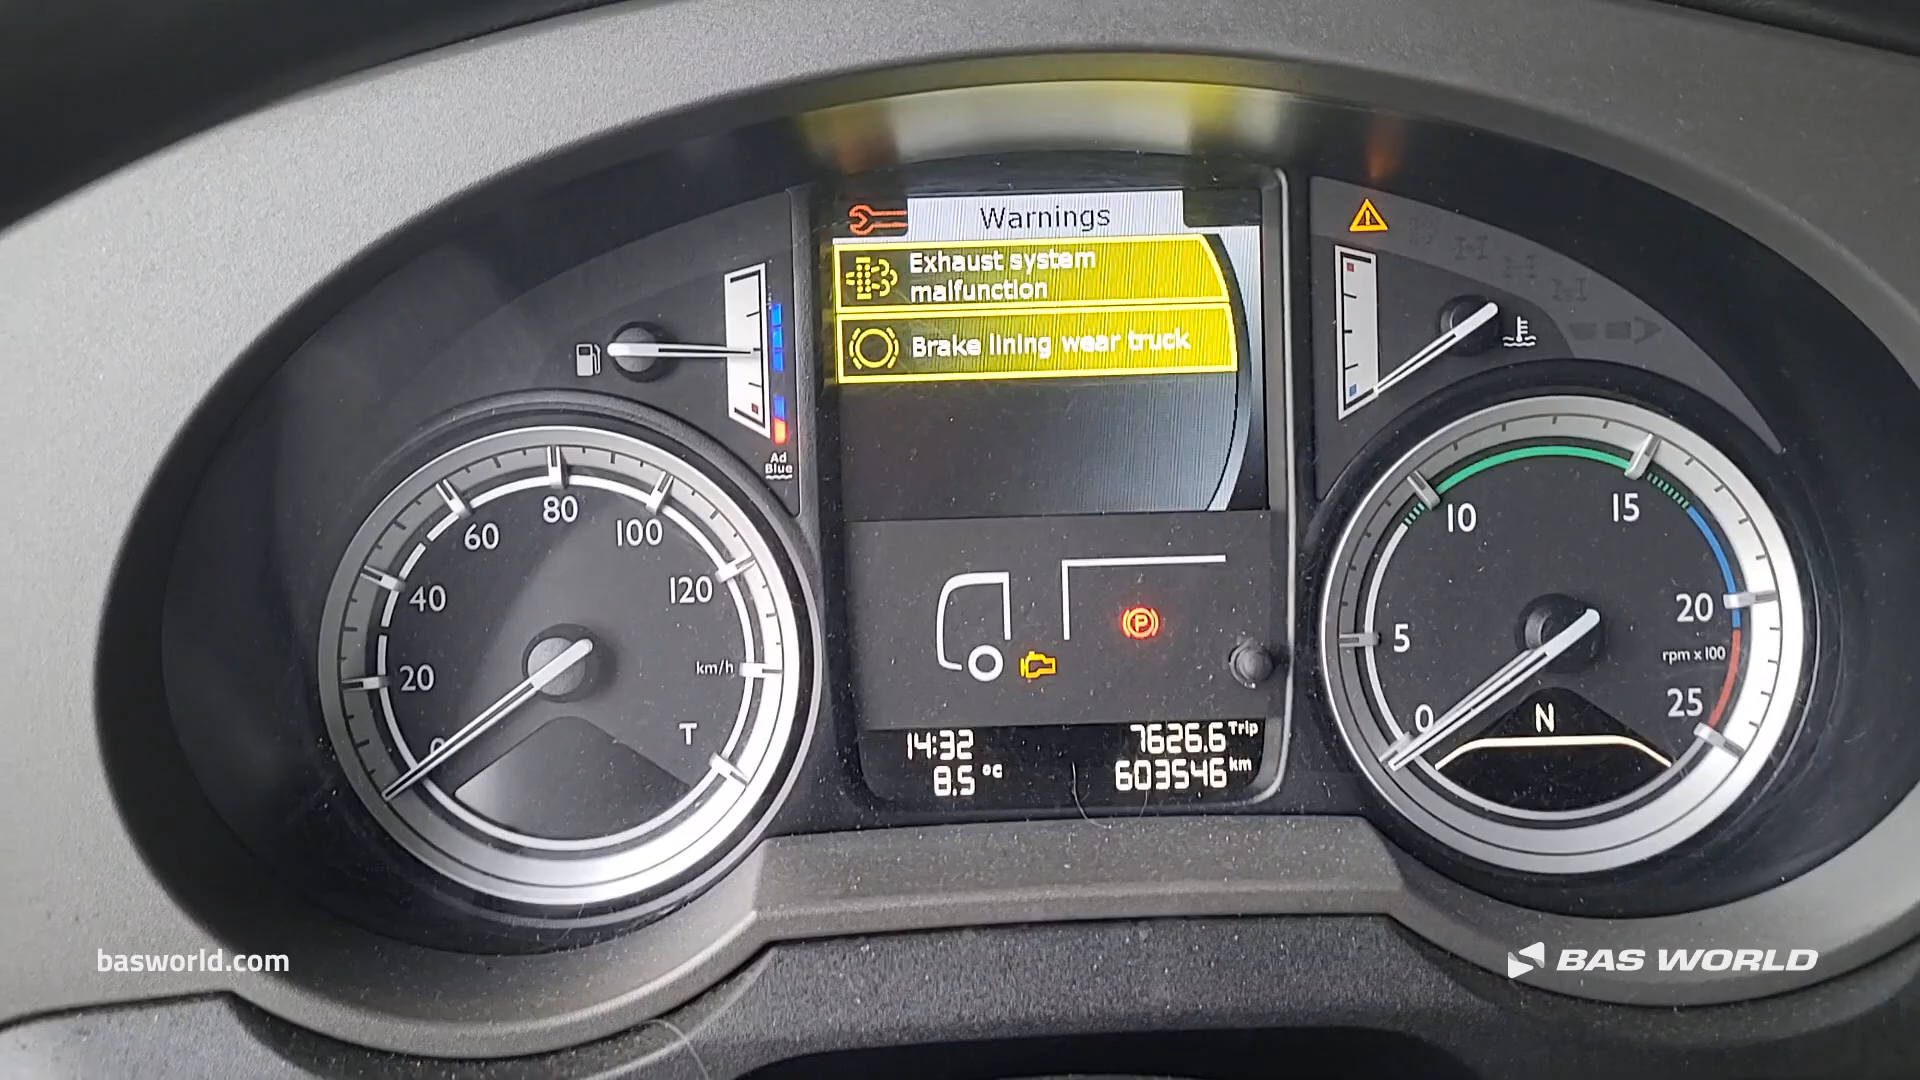 Warnings
Exhaust system
malfunction
Brake lining wear truck
Ad
Blue
0
20
40
60
80
100
120
km/h
T
P
14:32
7626.6 Trip
8.5 °C
603546 km
0
5
10
15
20
25
rpm x 100
N
basworld.com
BAS WORLD